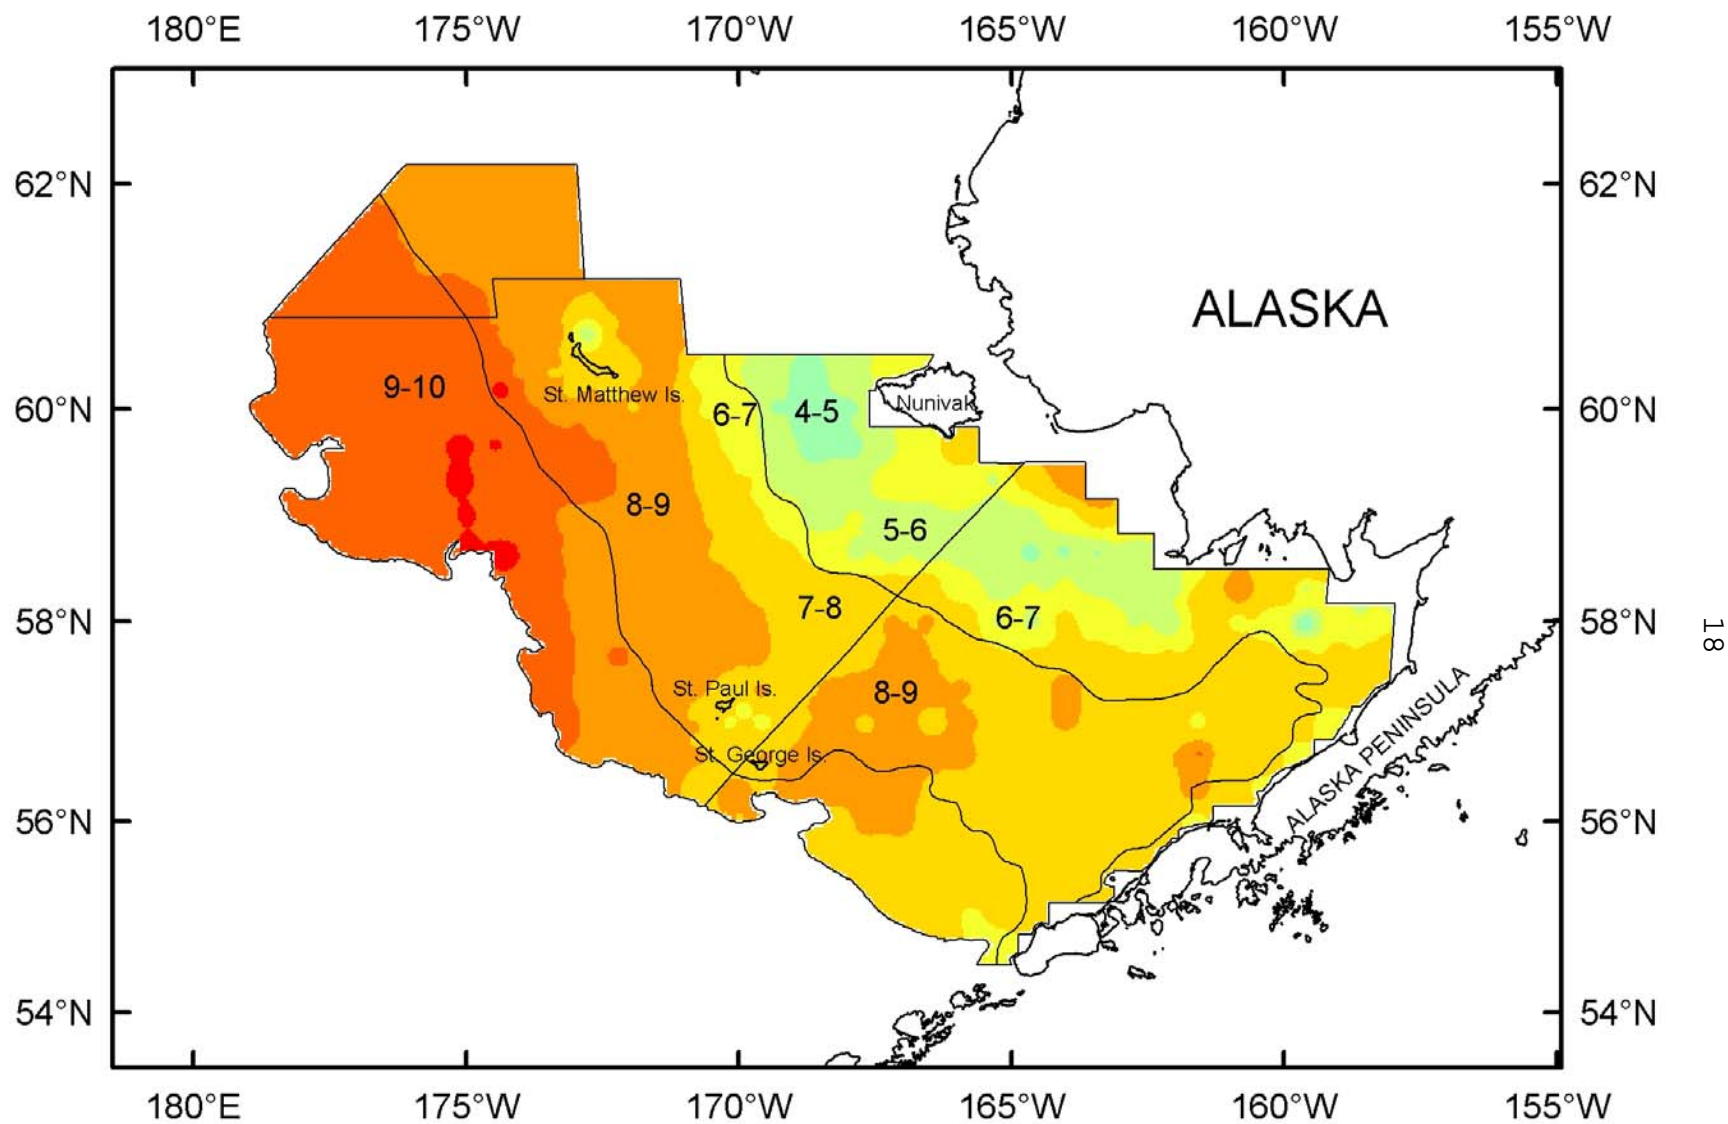 180°E 175°W 170°W 165°W 160°W 155°W
62°N 62°N
ALASKA
9-10
St. Matthew Is.
60°N 6-7 4-5 Nunivak 60°N
8-9
5-6
7-8
6-7
58°N 58°N
18
St. Paul Is.
8-9
St. George Is.
ALASKA PENINSULA
56°N 56°N
54°N 54°N
180°E 175°W 170°W 165°W 160°W 155°W